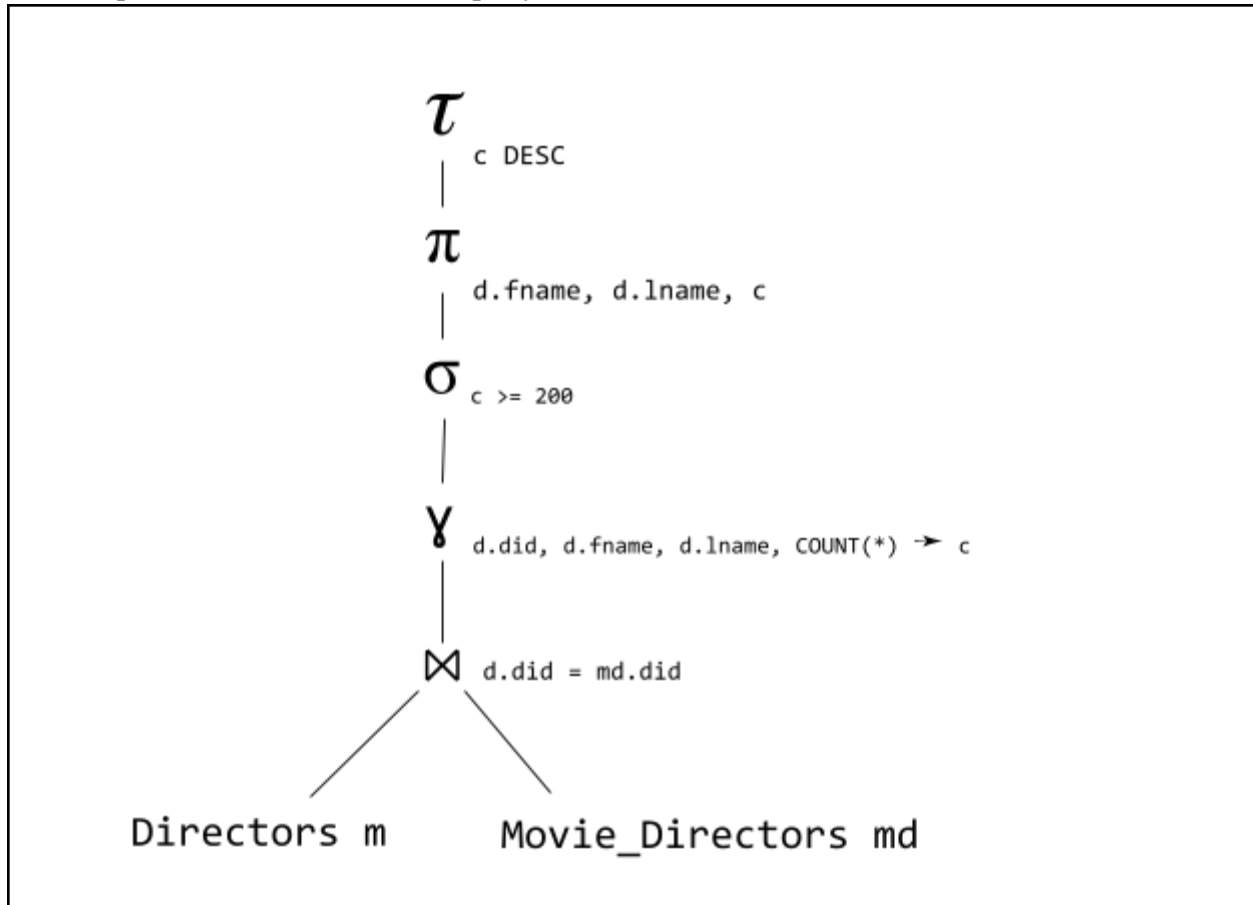 τ
c DESC
π
d.fname, d.lname, c
σ c >= 200
γ d.did, d.fname, d.lname, COUNT(*) → c
⋈ d.did = md.did
Directors m Movie_Directors md